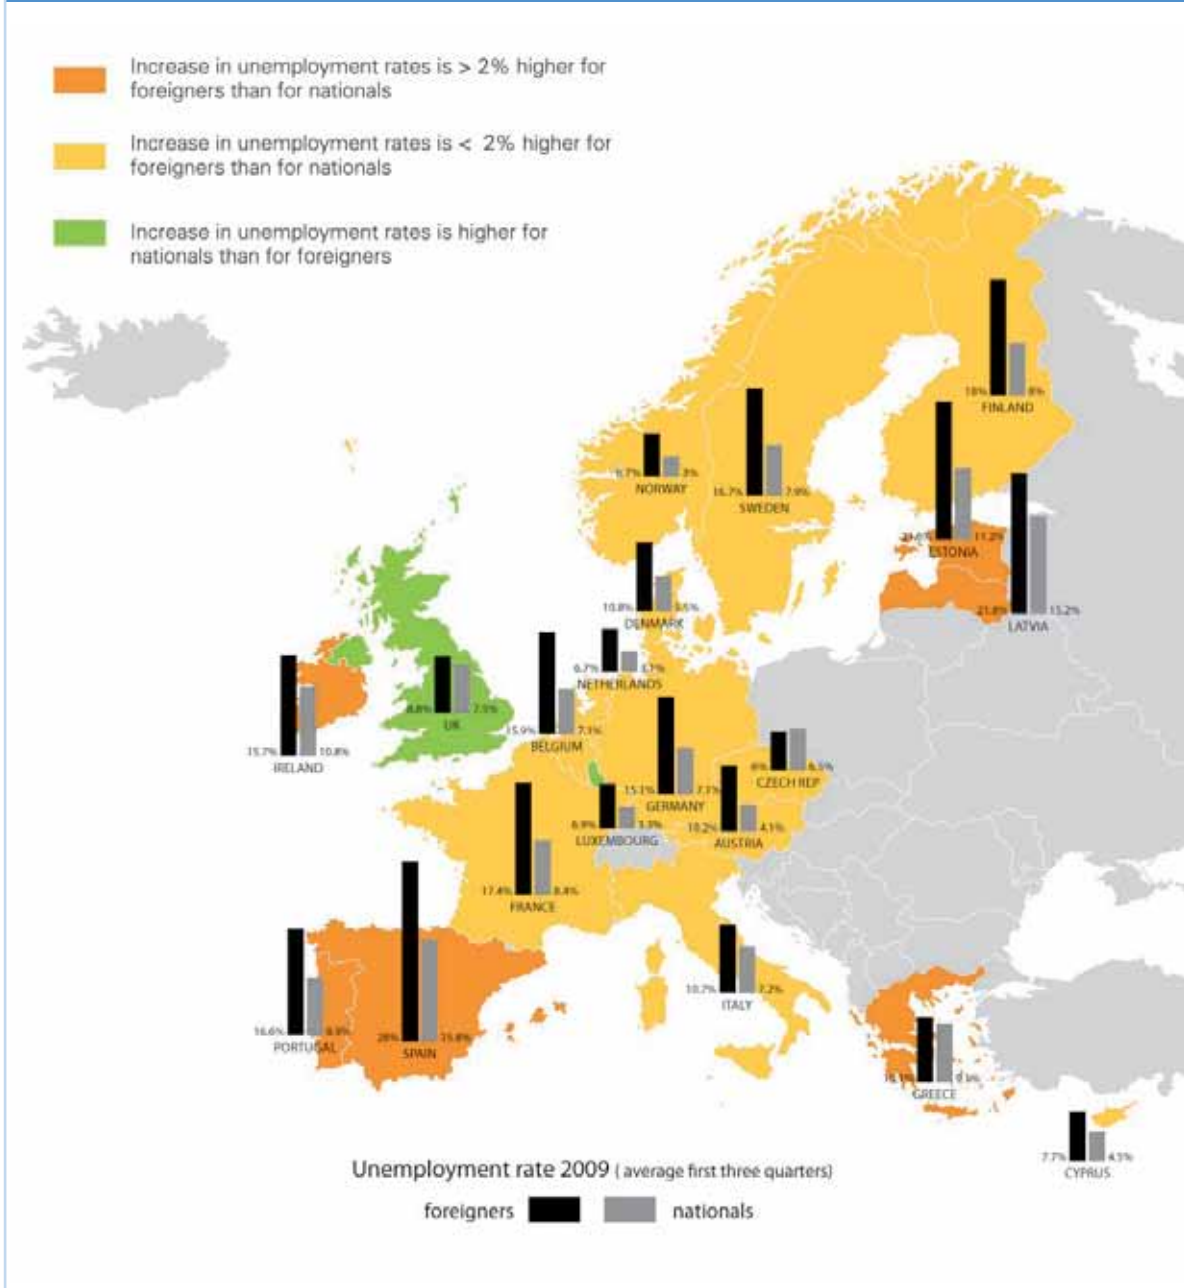 Increase in unemployment rates is > 2% higher for
foreigners than for nationals
Increase in unemployment rates is < 2% higher for
foreigners than for nationals
Increase in unemployment rates is higher for
nationals than for foreigners
18% 8%
FINLAND
6.7% 3%
NORWAY
16.7% 7.9%
SWEDEN
11.2%
ESTONIA
10.8%
DENMARK
21.8% 15.2%
LATVIA
6.7% 3.1%
NETHERLANDS
8.8% 7.5%
UK
15.9% 7.1%
BELGIUM
15.7% 10.8%
IRELAND
6% 6.5%
CZECH REP
15.1% 7.1%
GERMANY
6.9% 3.3%
LUXEMBOURG
10.2% 4.1%
AUSTRIA
17.4% 8.4%
FRANCE
10.7% 7.2%
ITALY
16.6% 8.9%
PORTUGAL
28% 15.8%
SPAIN
GREECE
7.7% 4.5%
CYPRUS
Unemployment rate 2009 ( average first three quarters)
foreigners nationals